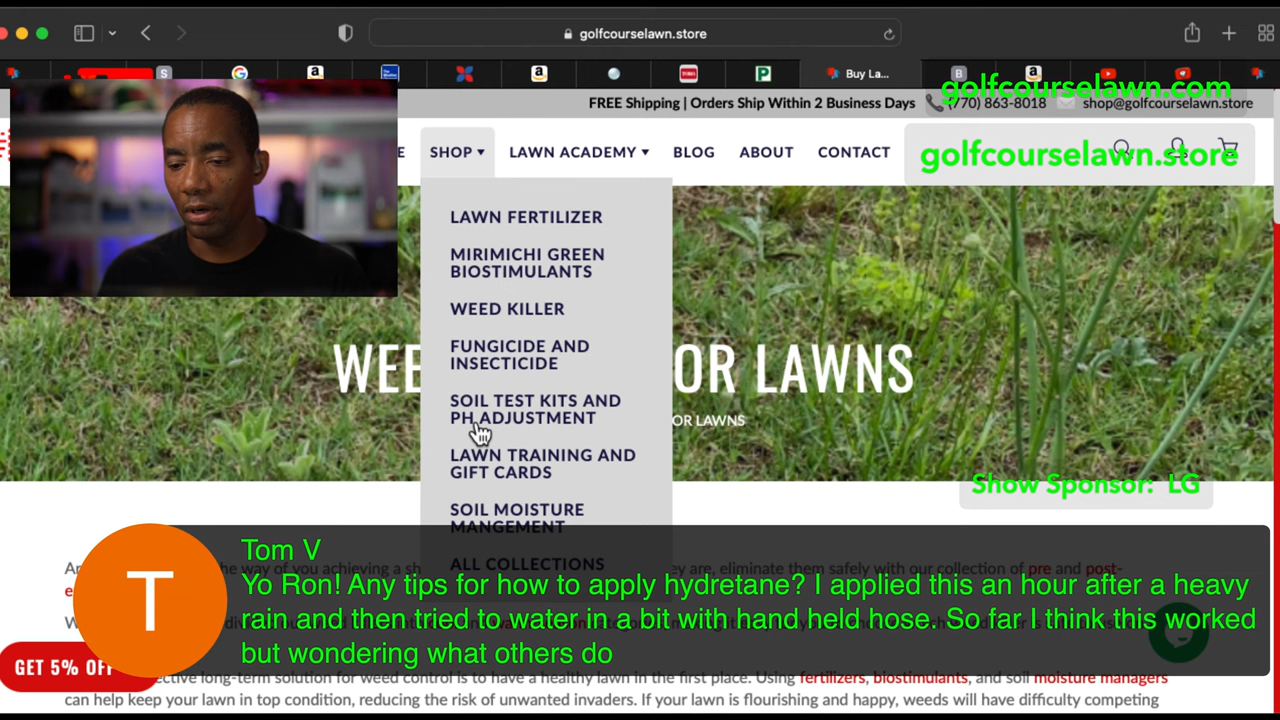 golfcourselawn.store
Buy La...
golfcourselawn.com
FREE Shipping | Orders Ship Within 2 Business Days
(770) 863-8018
shop@golfcourselawn.store
E
SHOP
LAWN ACADEMY
BLOG
ABOUT
CONTACT
golfcourselawn.store
LAWN FERTILIZER
MIRIMICHI GREEN
BIOSTIMULANTS
WEED KILLER
FUNGICIDE AND
INSECTICIDE
SOIL TEST KITS AND
PH ADJUSTMENT
LAWN TRAINING AND
GIFT CARDS
SOIL MOISTURE
MANGEMENT
ALL COLLECTIONS
WEE
OR LAWNS
OR LAWNS
Show Sponsor: LG
Tom V
Yo Ron! Any tips for how to apply hydretane? I applied this an hour after a heavy
rain and then tried to water in a bit with hand held hose. So far I think this worked
but wondering what others do
T
GET 5% OFF
ective long-term solution for weed control is to have a healthy lawn in the first place. Using fertilizers, biostimulants, and soil moisture managers
can help keep your lawn in top condition, reducing the risk of unwanted invaders. If your lawn is flourishing and happy, weeds will have difficulty competing